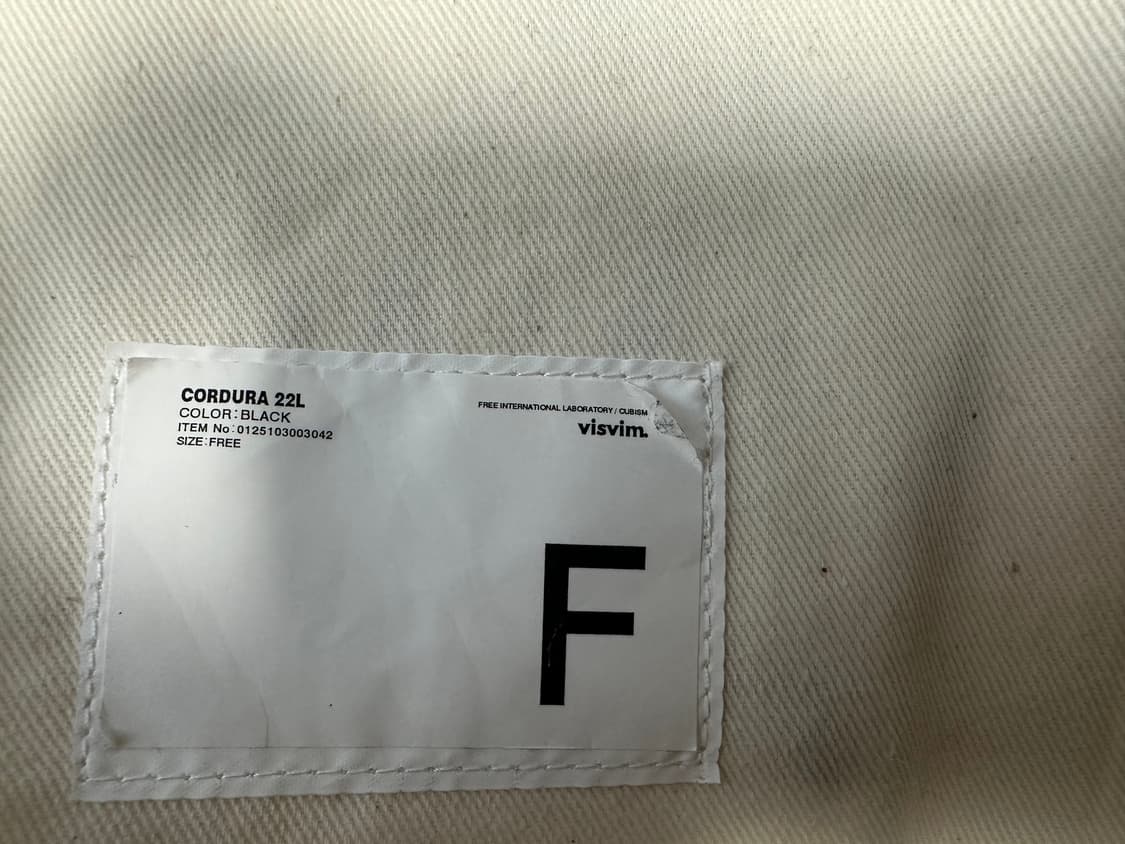 CORDURA 22L
COLOR:BLACK
ITEM No:0125103003042
SIZE:FREE
FREE INTERNATIONAL LABORATORY / CUBISM
visvim.
F